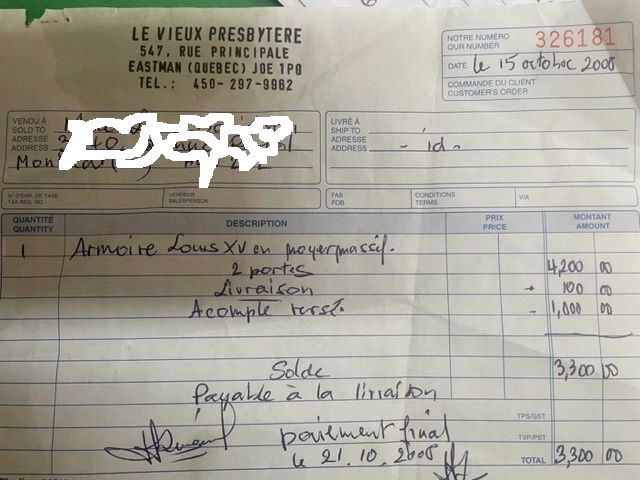 LE VIEUX PRESBYTERE
547, RUE PRINCIPALE
EASTMAN (QUEBEC) JOE 1P0
TEL.: 450-297-9962
NOTRE NUMÉRO
OUR NUMBER
326181
DATE le 15 octobre 2008
COMMANDE DU CLIENT
CUSTOMER'S ORDER
VENDU À
SOLD TO
ADRESSE
ADDRESS
LIVRÉ À
SHIP TO
ADRESSE
ADDRESS
- id -
N° D'ENR. DE TAXE
TAX REG. NO.
VENDEUR
SALESPERSON
FAB
FOB
CONDITIONS
TERMS
VIA
QUANTITÉ
QUANTITY
DESCRIPTION
PRIX
PRICE
MONTANT
AMOUNT
1 Armoire Louis XV en noyer massif.
2 portes 4,200 00
Livraison + 100 00
Acompte versé. - 1,000 00
Solde 3,300 00
Payable à la livraison
TPS/GST
paiement final
TVP/PST
le 21.10.2008
TOTAL 3,300 00